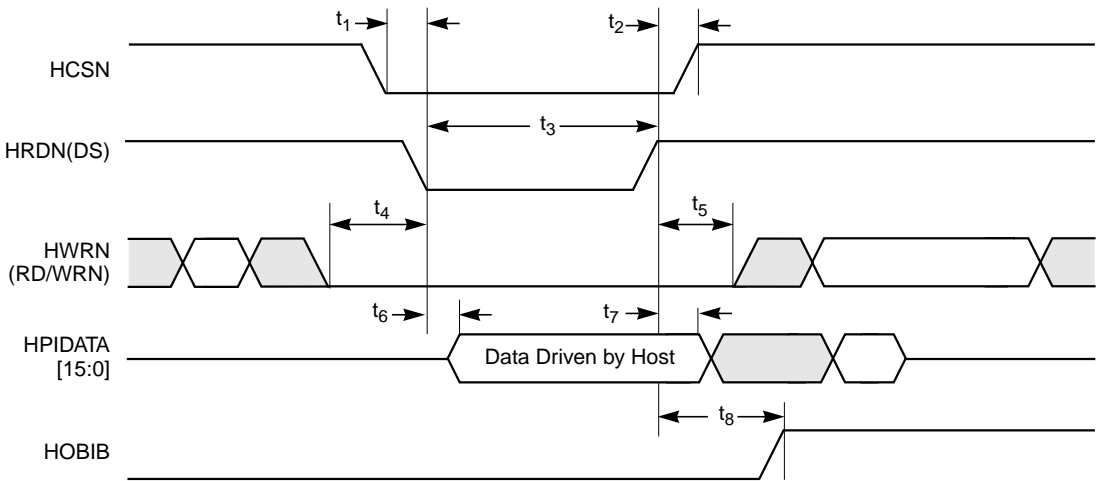 t1
t2
HCSN
t3
HRDN(DS)
t4
t5
HWRN
(RD/WRN)
t6
t7
HPIDATA
[15:0]
Data Driven by Host
t8
HOBIB